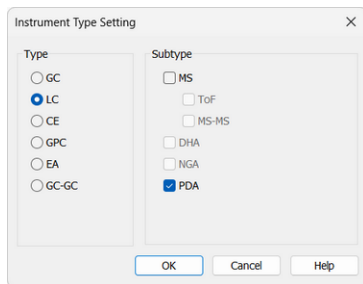 Instrument Type Setting
Type
GC
LC
CE
GPC
EA
GC-GC
Subtype
MS
ToF
MS-MS
DHA
NGA
PDA
OK
Cancel
Help